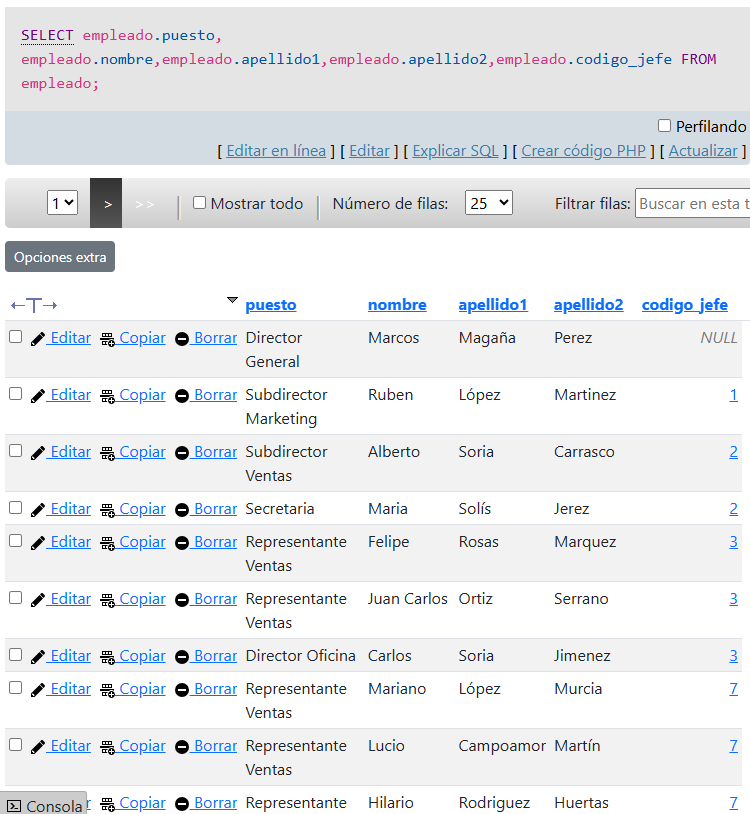 SELECT empleado.puesto,
empleado.nombre,empleado.apellido1,empleado.apellido2,empleado.codigo_jefe FROM
empleado;
Perfilando
[ Editar en línea ] [ Editar ] [ Explicar SQL ] [ Crear código PHP ] [ Actualizar ]
1 > >> | Mostrar todo | Número de filas: 25 Filtrar filas: Buscar en esta t
Opciones extra
←T→ puesto nombre apellido1 apellido2 codigo_jefe
Editar Copiar Borrar Director Marcos Magaña Perez NULL
General
Editar Copiar Borrar Subdirector Ruben López Martinez 1
Marketing
Editar Copiar Borrar Subdirector Alberto Soria Carrasco 2
Ventas
Editar Copiar Borrar Secretaria Maria Solís Jerez 2
Editar Copiar Borrar Representante Felipe Rosas Marquez 3
Ventas
Editar Copiar Borrar Representante Juan Carlos Ortiz Serrano 3
Ventas
Editar Copiar Borrar Director Oficina Carlos Soria Jimenez 3
Editar Copiar Borrar Representante Mariano López Murcia 7
Ventas
Editar Copiar Borrar Representante Lucio Campoamor Martín 7
Ventas
Consola r Copiar Borrar Representante Hilario Rodriguez Huertas 7